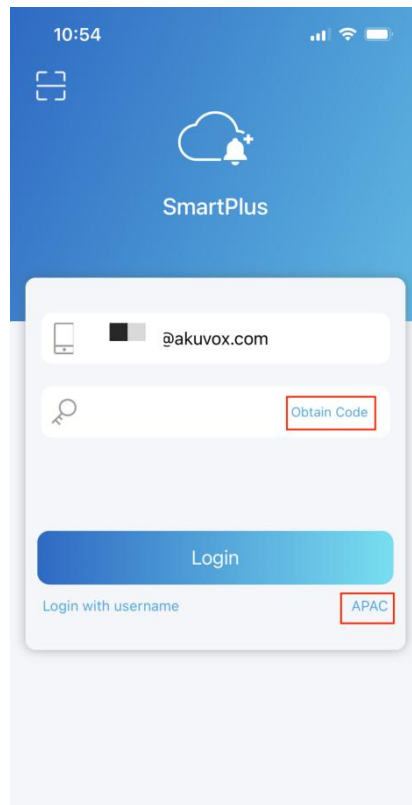 10:54
SmartPlus
@akuvox.com
Obtain Code
Login
Login with username
APAC